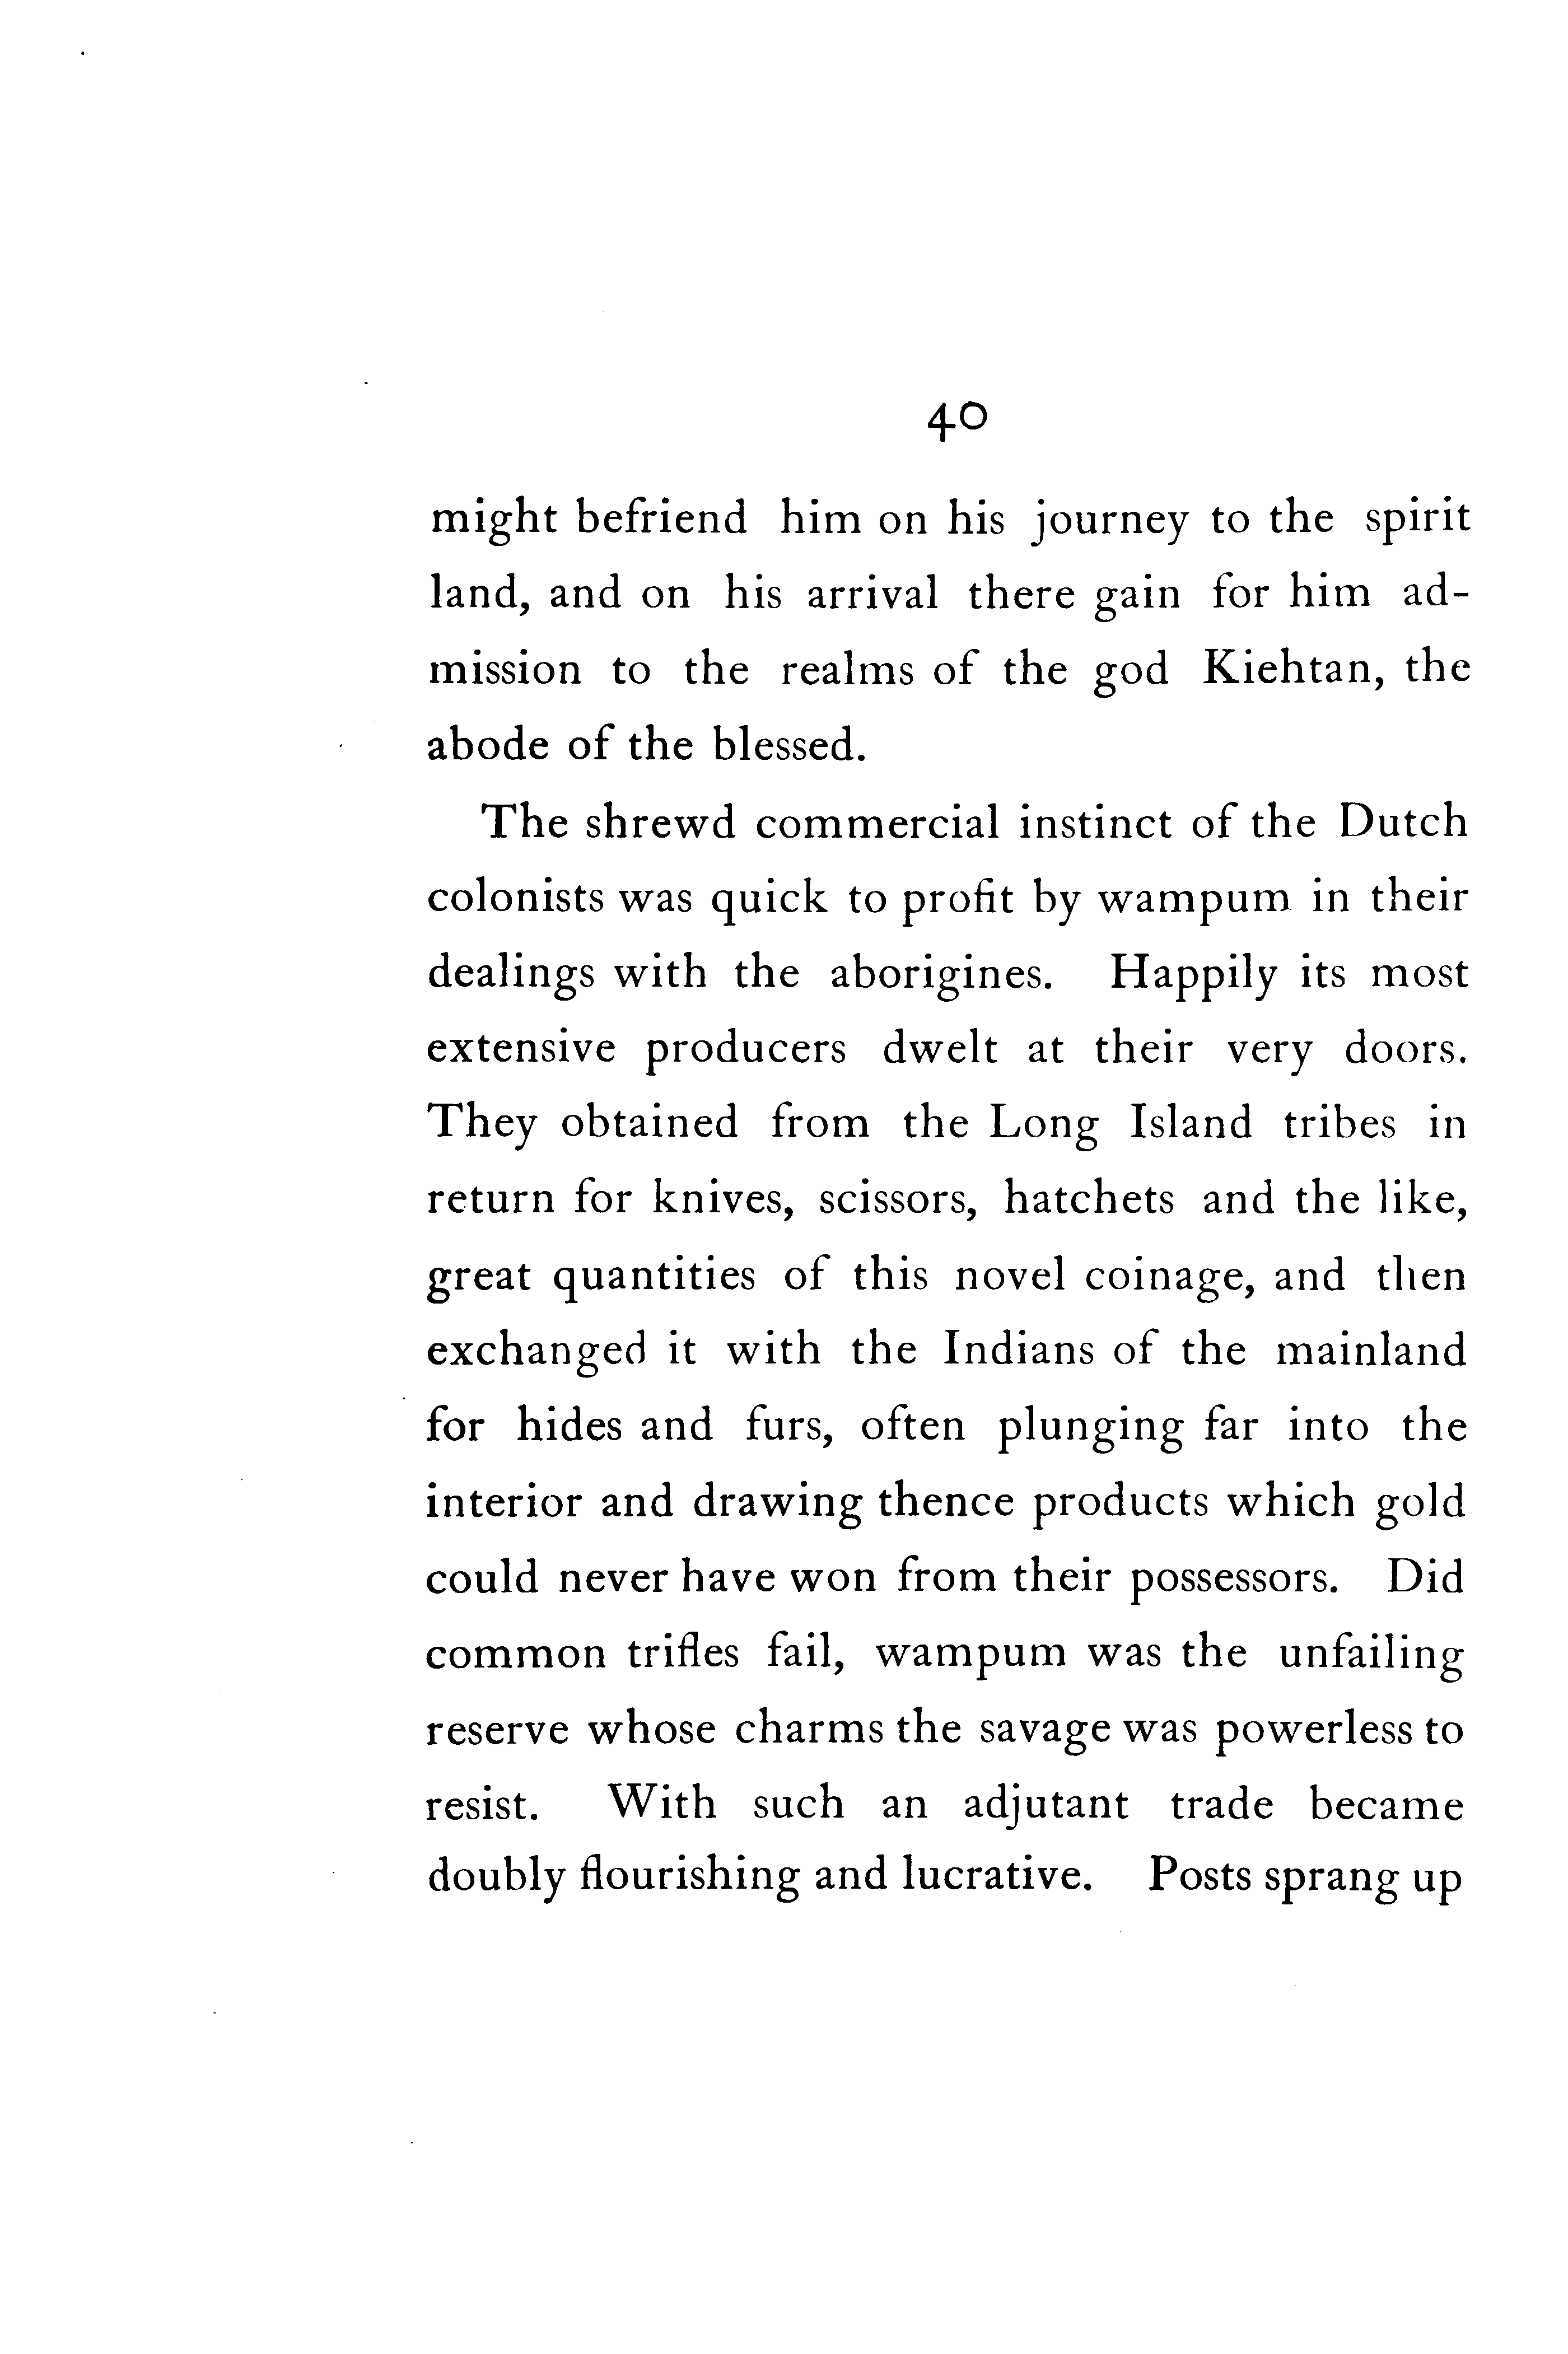 40
might befriend him on his journey to the spirit
land, and on his arrival there gain for him ad-
mission to the realms of the god Kiehtan, the
abode of the blessed.
The shrewd commercial instinct of the Dutch
colonists was quick to profit by wampum in their
dealings with the aborigines. Happily its most
extensive producers dwelt at their very doors.
They obtained from the Long Island tribes in
return for knives, scissors, hatchets and the like,
great quantities of this novel coinage, and then
exchanged it with the Indians of the mainland
for hides and furs, often plunging far into the
interior and drawing thence products which gold
could never have won from their possessors. Did
common trifles fail, wampum was the unfailing
reserve whose charms the savage was powerless to
resist. With such an adjutant trade became
doubly flourishing and lucrative. Posts sprang up